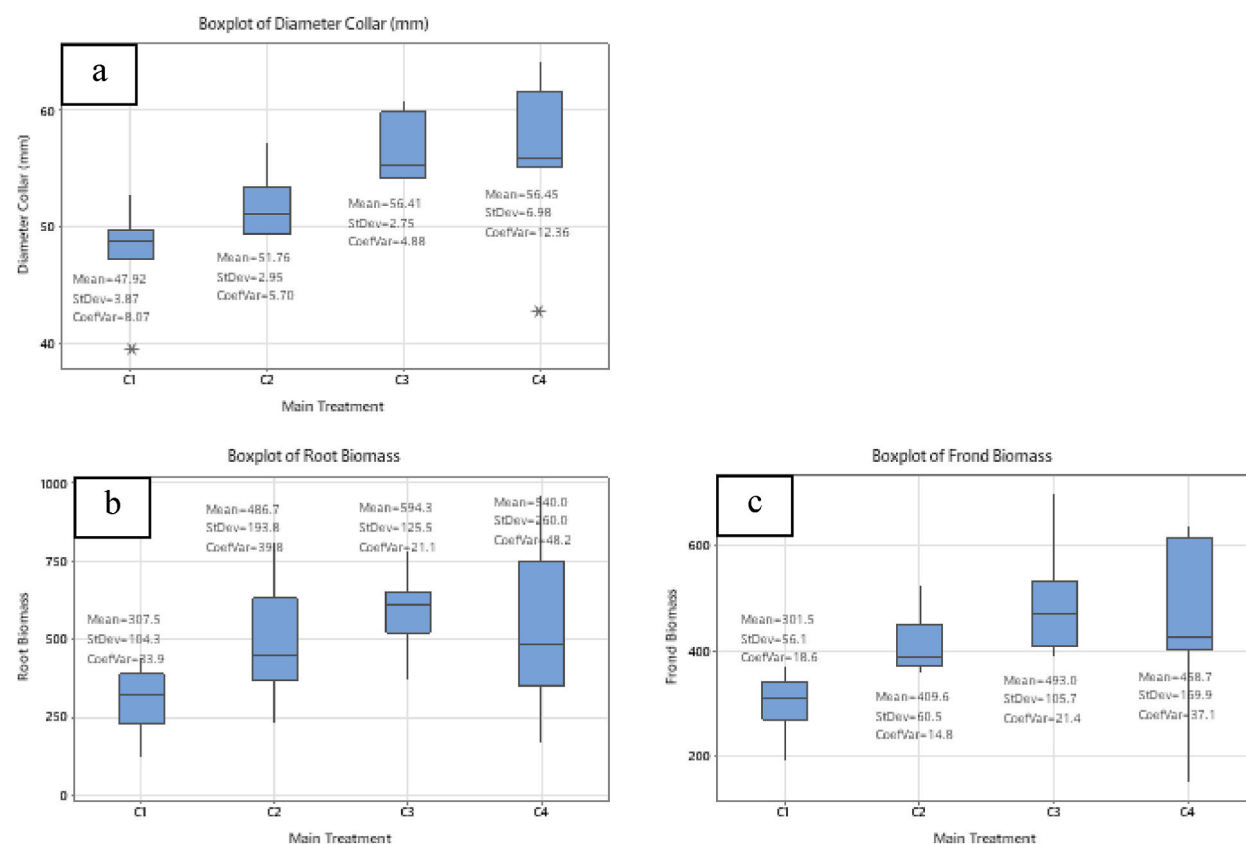 Boxplot of Diameter Collar (mm)
a
60
50
40
Diameter Collar (mm)
Mean=47.92
StDev=3.87
CoefVar=8.07
Mean=51.76
StDev=2.95
CoefVar=5.70
Mean=56.41
StDev=2.75
CoefVar=4.88
Mean=56.45
StDev=6.98
CoefVar=12.36
C1 C2 C3 C4
Main Treatment
Boxplot of Root Biomass
b
1000
750
500
250
0
Root Biomass
Mean=307.5
StDev=104.3
CoefVar=33.9
Mean=486.7
StDev=193.8
CoefVar=39.8
Mean=594.3
StDev=125.5
CoefVar=21.1
Mean=540.0
StDev=260.0
CoefVar=48.2
C1 C2 C3 C4
Main Treatment
Boxplot of Frond Biomass
c
600
400
200
Frond Biomass
Mean=301.5
StDev=56.1
CoefVar=18.6
Mean=409.6
StDev=60.5
CoefVar=14.8
Mean=493.0
StDev=105.7
CoefVar=21.4
Mean=458.7
StDev=169.9
CoefVar=37.1
C1 C2 C3 C4
Main Treatment